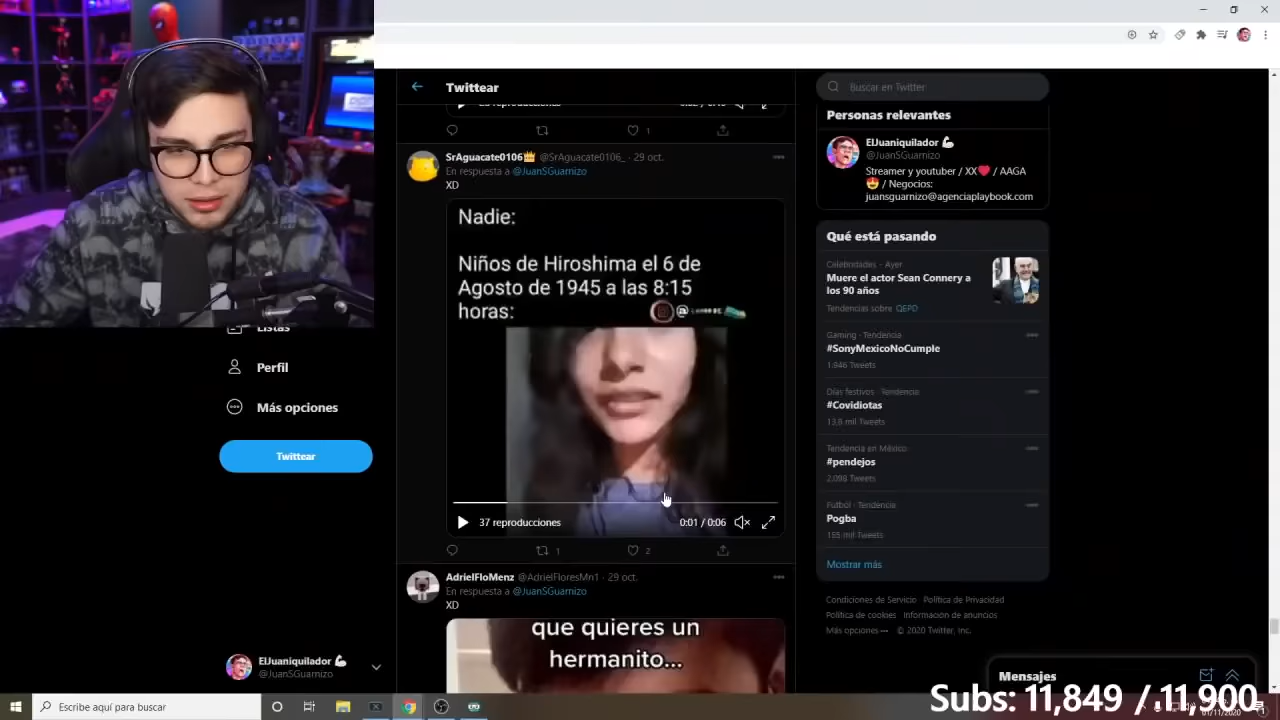 Twittear
Buscar en Twitter
23 reproducciones
1
SrAguacate0106👑 @SrAguacate0106_ · 29 oct.
En respuesta a @JuanSGuarnizo
XD
Nadie:
Niños de Hiroshima el 6 de
Agosto de 1945 a las 8:15
horas:
37 reproducciones
0:01 / 0:06
1
2
AdrielFloMenz @AdrielFloresMn1 · 29 oct.
En respuesta a @JuanSGuarnizo
XD
que quieres un
hermanito...
Listas
Perfil
Más opciones
Twittear
ElJuaniquilador 💪
@JuanSGuarnizo
Personas relevantes
ElJuaniquilador 💪
@JuanSGuarnizo
Streamer y youtuber / XX❤️ / AAGA
😍 / Negocios:
juansguarnizo@agenciaplaybook.com
Qué está pasando
Celebridades · Ayer
Muere el actor Sean Connery a
los 90 años
Tendencias sobre QEPD
Gaming · Tendencia
#SonyMexicoNoCumple
1.946 Tweets
Días festivos · Tendencia
#Covidiotas
13,8 mil Tweets
Tendencia en México
#pendejos
2.098 Tweets
Fútbol · Tendencia
Pogba
155 mil Tweets
Mostrar más
Condiciones de Servicio Política de Privacidad
Política de cookies Información de anuncios
Más opciones ··· © 2020 Twitter, Inc.
Mensajes
Subs: 11,849 / 11,900
Escribe aquí para buscar
01/11/2020